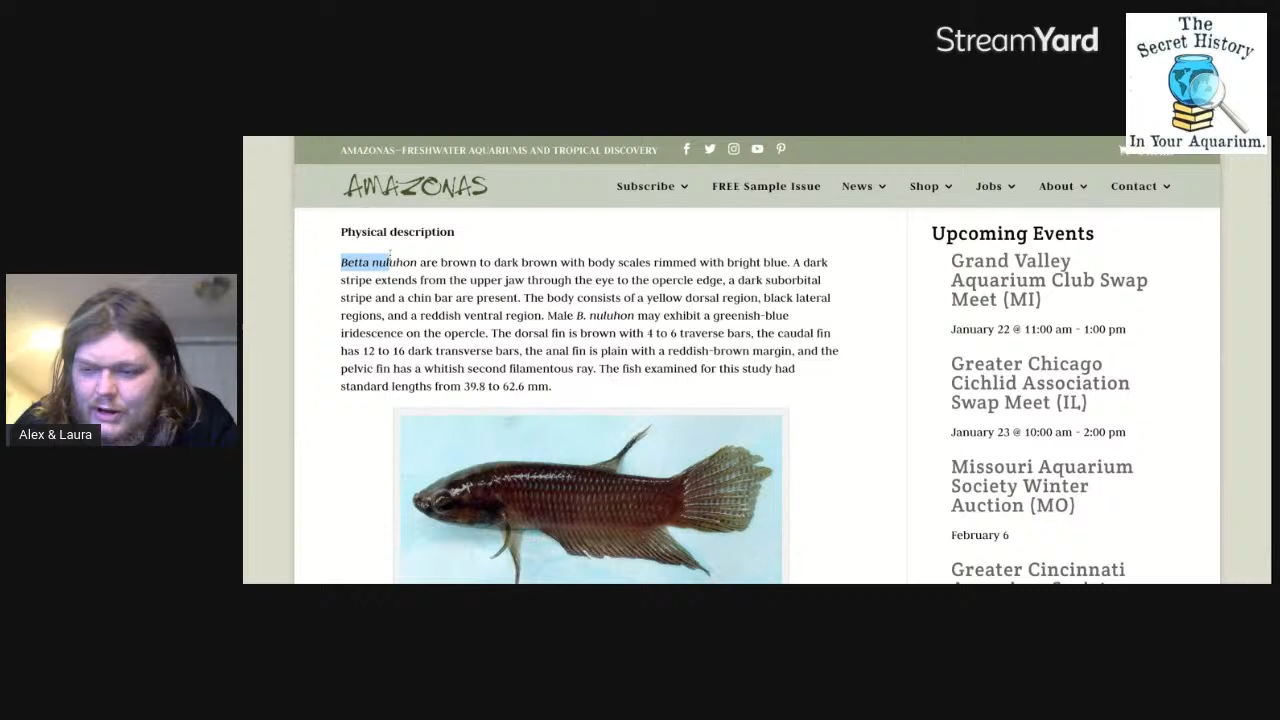 StreamYard
The
Secret History
In Your Aquarium.
AMAZONAS—FRESHWATER AQUARIUMS AND TROPICAL DISCOVERY
AMAZONAS
Subscribe
FREE Sample Issue
News
Shop
Jobs
About
Contact
Physical description
Betta nuluhon are brown to dark brown with body scales rimmed with bright blue. A dark
stripe extends from the upper jaw through the eye to the opercle edge, a dark suborbital
stripe and a chin bar are present. The body consists of a yellow dorsal region, black lateral
regions, and a reddish ventral region. Male B. nuluhon may exhibit a greenish-blue
iridescence on the opercle. The dorsal fin is brown with 4 to 6 traverse bars, the caudal fin
has 12 to 16 dark transverse bars, the anal fin is plain with a reddish-brown margin, and the
pelvic fin has a whitish second filamentous ray. The fish examined for this study had
standard lengths from 39.8 to 62.6 mm.
Upcoming Events
Grand Valley
Aquarium Club Swap
Meet (MI)
January 22 @ 11:00 am - 1:00 pm
Greater Chicago
Cichlid Association
Swap Meet (IL)
January 23 @ 10:00 am - 2:00 pm
Missouri Aquarium
Society Winter
Auction (MO)
February 6
Greater Cincinnati
Alex & Laura